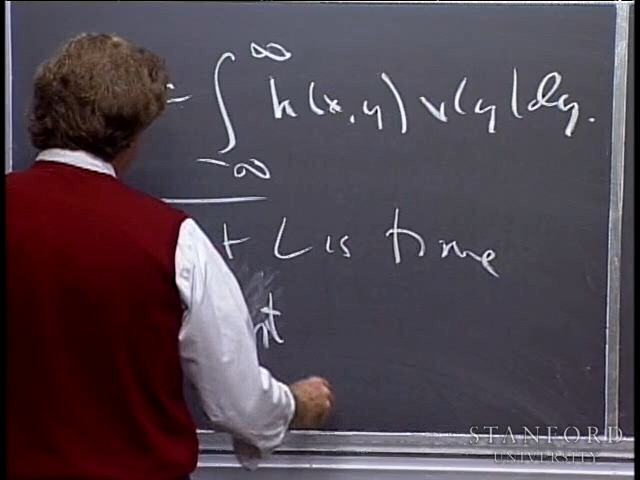 = ∫_{-∞}^{∞} h(x,y) v(y) dy.
L is time
STANFORD
UNIVERSITY